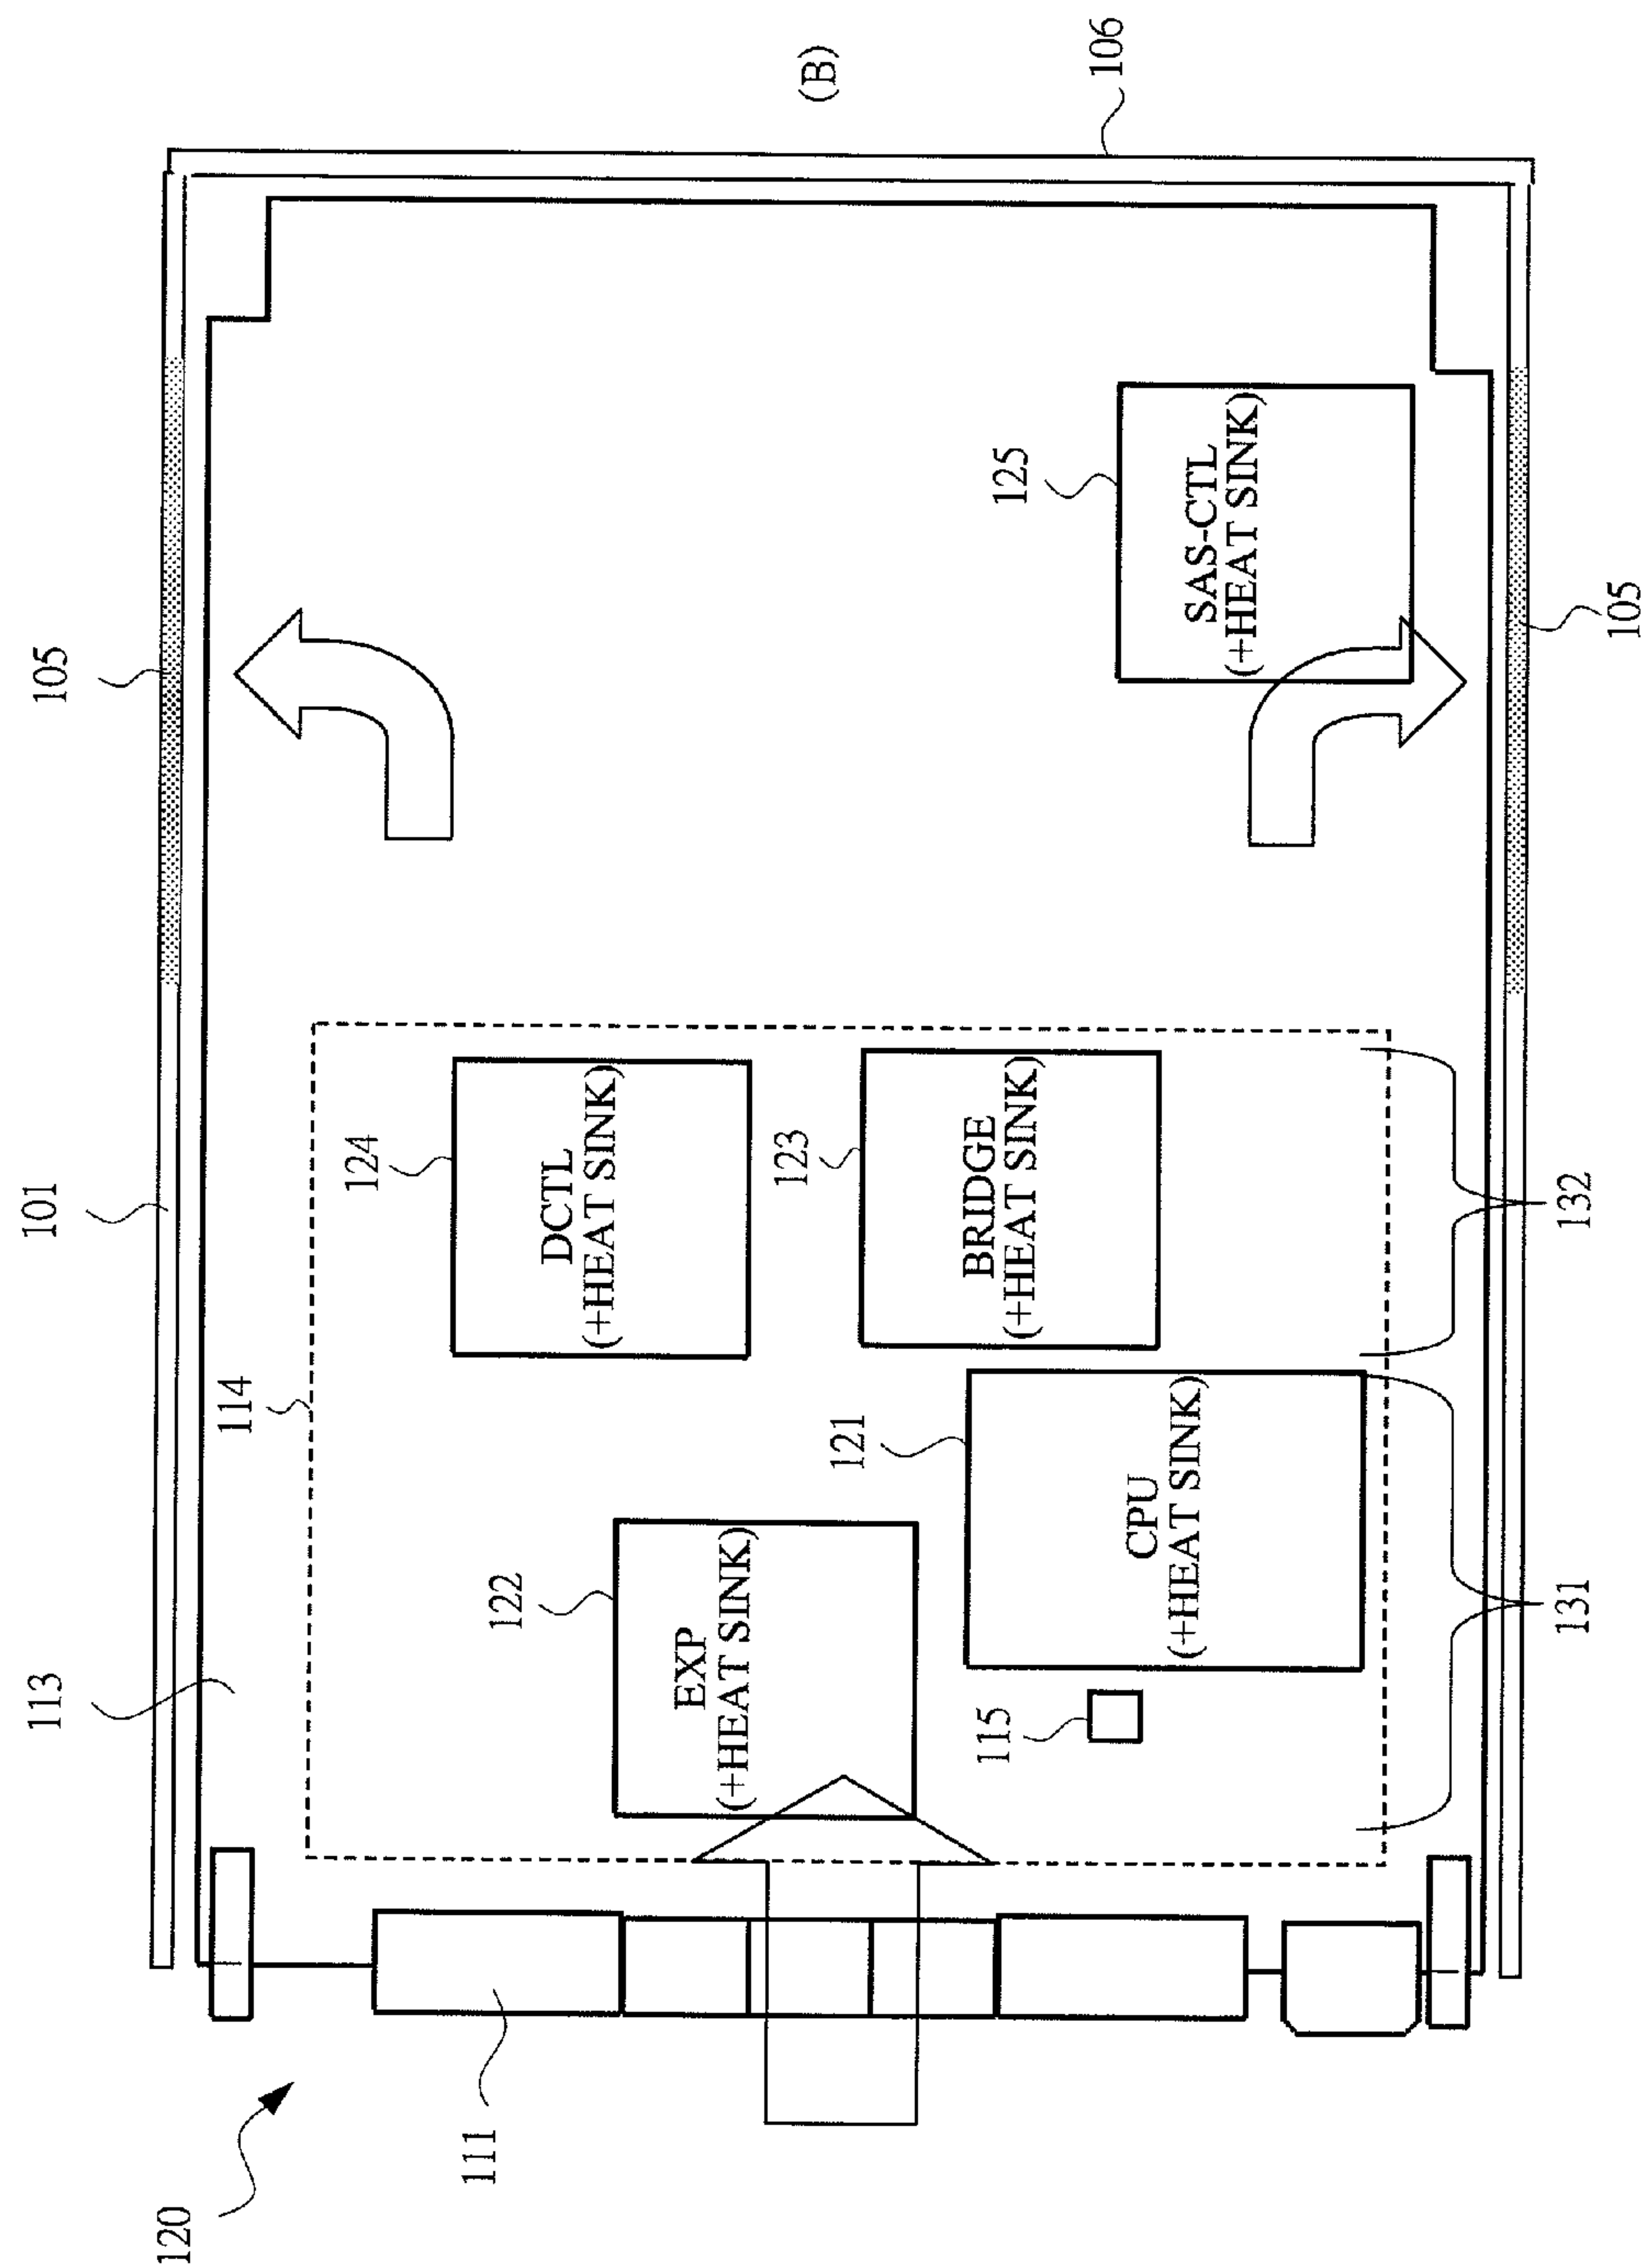 101
105
113
120
114
124
111
122
DCTL
(+HEAT SINK)
EXP
(+HEAT SINK)
123
(B)
121
BRIDGE
(+HEAT SINK)
115
125
106
CPU
(+HEAT SINK)
SAS-CTL
(+HEAT SINK)
131
132
105